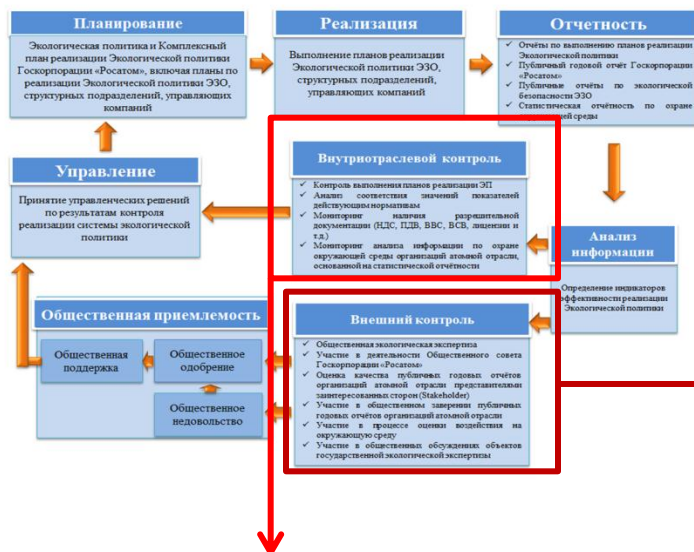 Планирование
Экологическая политика и Комплексный
план реализации Экологической политики
Госкорпорации «Росатом», включая планы по
реализации Экологической политики ЭЗО,
структурных подразделений, управляющих
компаний
Реализация
Выполнение планов реализации
Экологической политики ЭЗО,
структурных подразделений,
управляющих компаний
Отчетность
✓ Отчёты по выполнению планов реализации
Экологической политики
✓ Публичный годовой отчёт Госкорпорации
«Росатом»
✓ Публичные отчёты по экологической
безопасности ЭЗО
✓ Статистическая отчётность по охране
среды
Управление
Принятие управленческих решений
по результатам контроля
реализации системы экологической
политики
Внутриотраслевой контроль
✓ Контроль выполнения планов реализации ЭП
✓ Анализ соответствия значений показателей
действующим нормативам
✓ Мониторинг наличия разрешительной
документации (НДС, ПДВ, ВВС, ВСВ, лицензии и
т.д.)
✓ Мониторинг анализа информации по охране
окружающей среды организаций атомной отрасли,
основанной на статистической отчётности
Анализ
информации
Определение индикаторов
эффективности реализации
Экологической политики
Общественная приемлемость
Общественная
поддержка
Общественное
одобрение
Общественное
недовольство
Внешний контроль
✓ Общественная экологическая экспертиза
✓ Участие в деятельности Общественного совета
Госкорпорации «Росатом»
✓ Оценка качества публичных годовых отчётов
организаций атомной отрасли представителями
заинтересованных сторон (Stakeholder)
✓ Участие в общественном заверении публичных
годовых отчётов организаций атомной отрасли
✓ Участие в процессе оценки воздействия на
окружающую среду
✓ Участие в общественных обсуждениях объектов
государственной экологической экспертизы